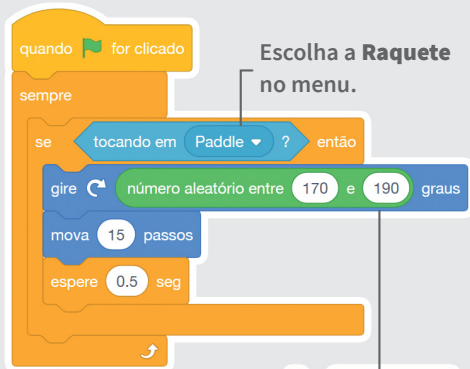 quando for clicado
Escolha a Raquete
no menu.
sempre
se tocando em Paddle ? então
gire número aleatório entre 170 e 190 graus
mova 15 passos
espere 0.5 seg